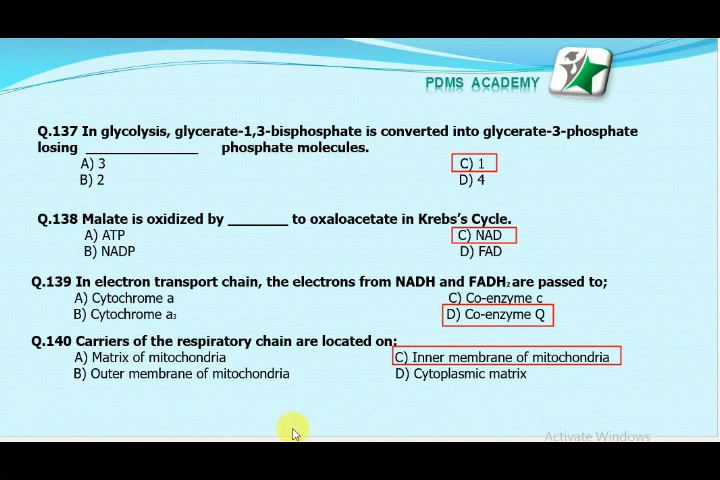 PDMS ACADEMY
Q.137 In glycolysis, glycerate-1,3-bisphosphate is converted into glycerate-3-phosphate
losing ______________ phosphate molecules.
A) 3 C) 1
B) 2 D) 4
Q.138 Malate is oxidized by _______ to oxaloacetate in Krebs's Cycle.
A) ATP C) NAD
B) NADP D) FAD
Q.139 In electron transport chain, the electrons from NADH and FADH₂ are passed to;
A) Cytochrome a C) Co-enzyme c
B) Cytochrome a₃ D) Co-enzyme Q
Q.140 Carriers of the respiratory chain are located on:
A) Matrix of mitochondria C) Inner membrane of mitochondria
B) Outer membrane of mitochondria D) Cytoplasmic matrix
Activate Windows